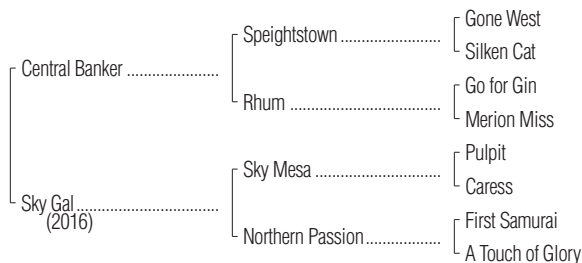 Gone West
Speightstown
Silken Cat
Central Banker
Go for Gin
Rhum
Merion Miss
Pulpit
Sky Mesa
Caress
Sky Gal
(2016)
First Samurai
Northern Passion
A Touch of Glory